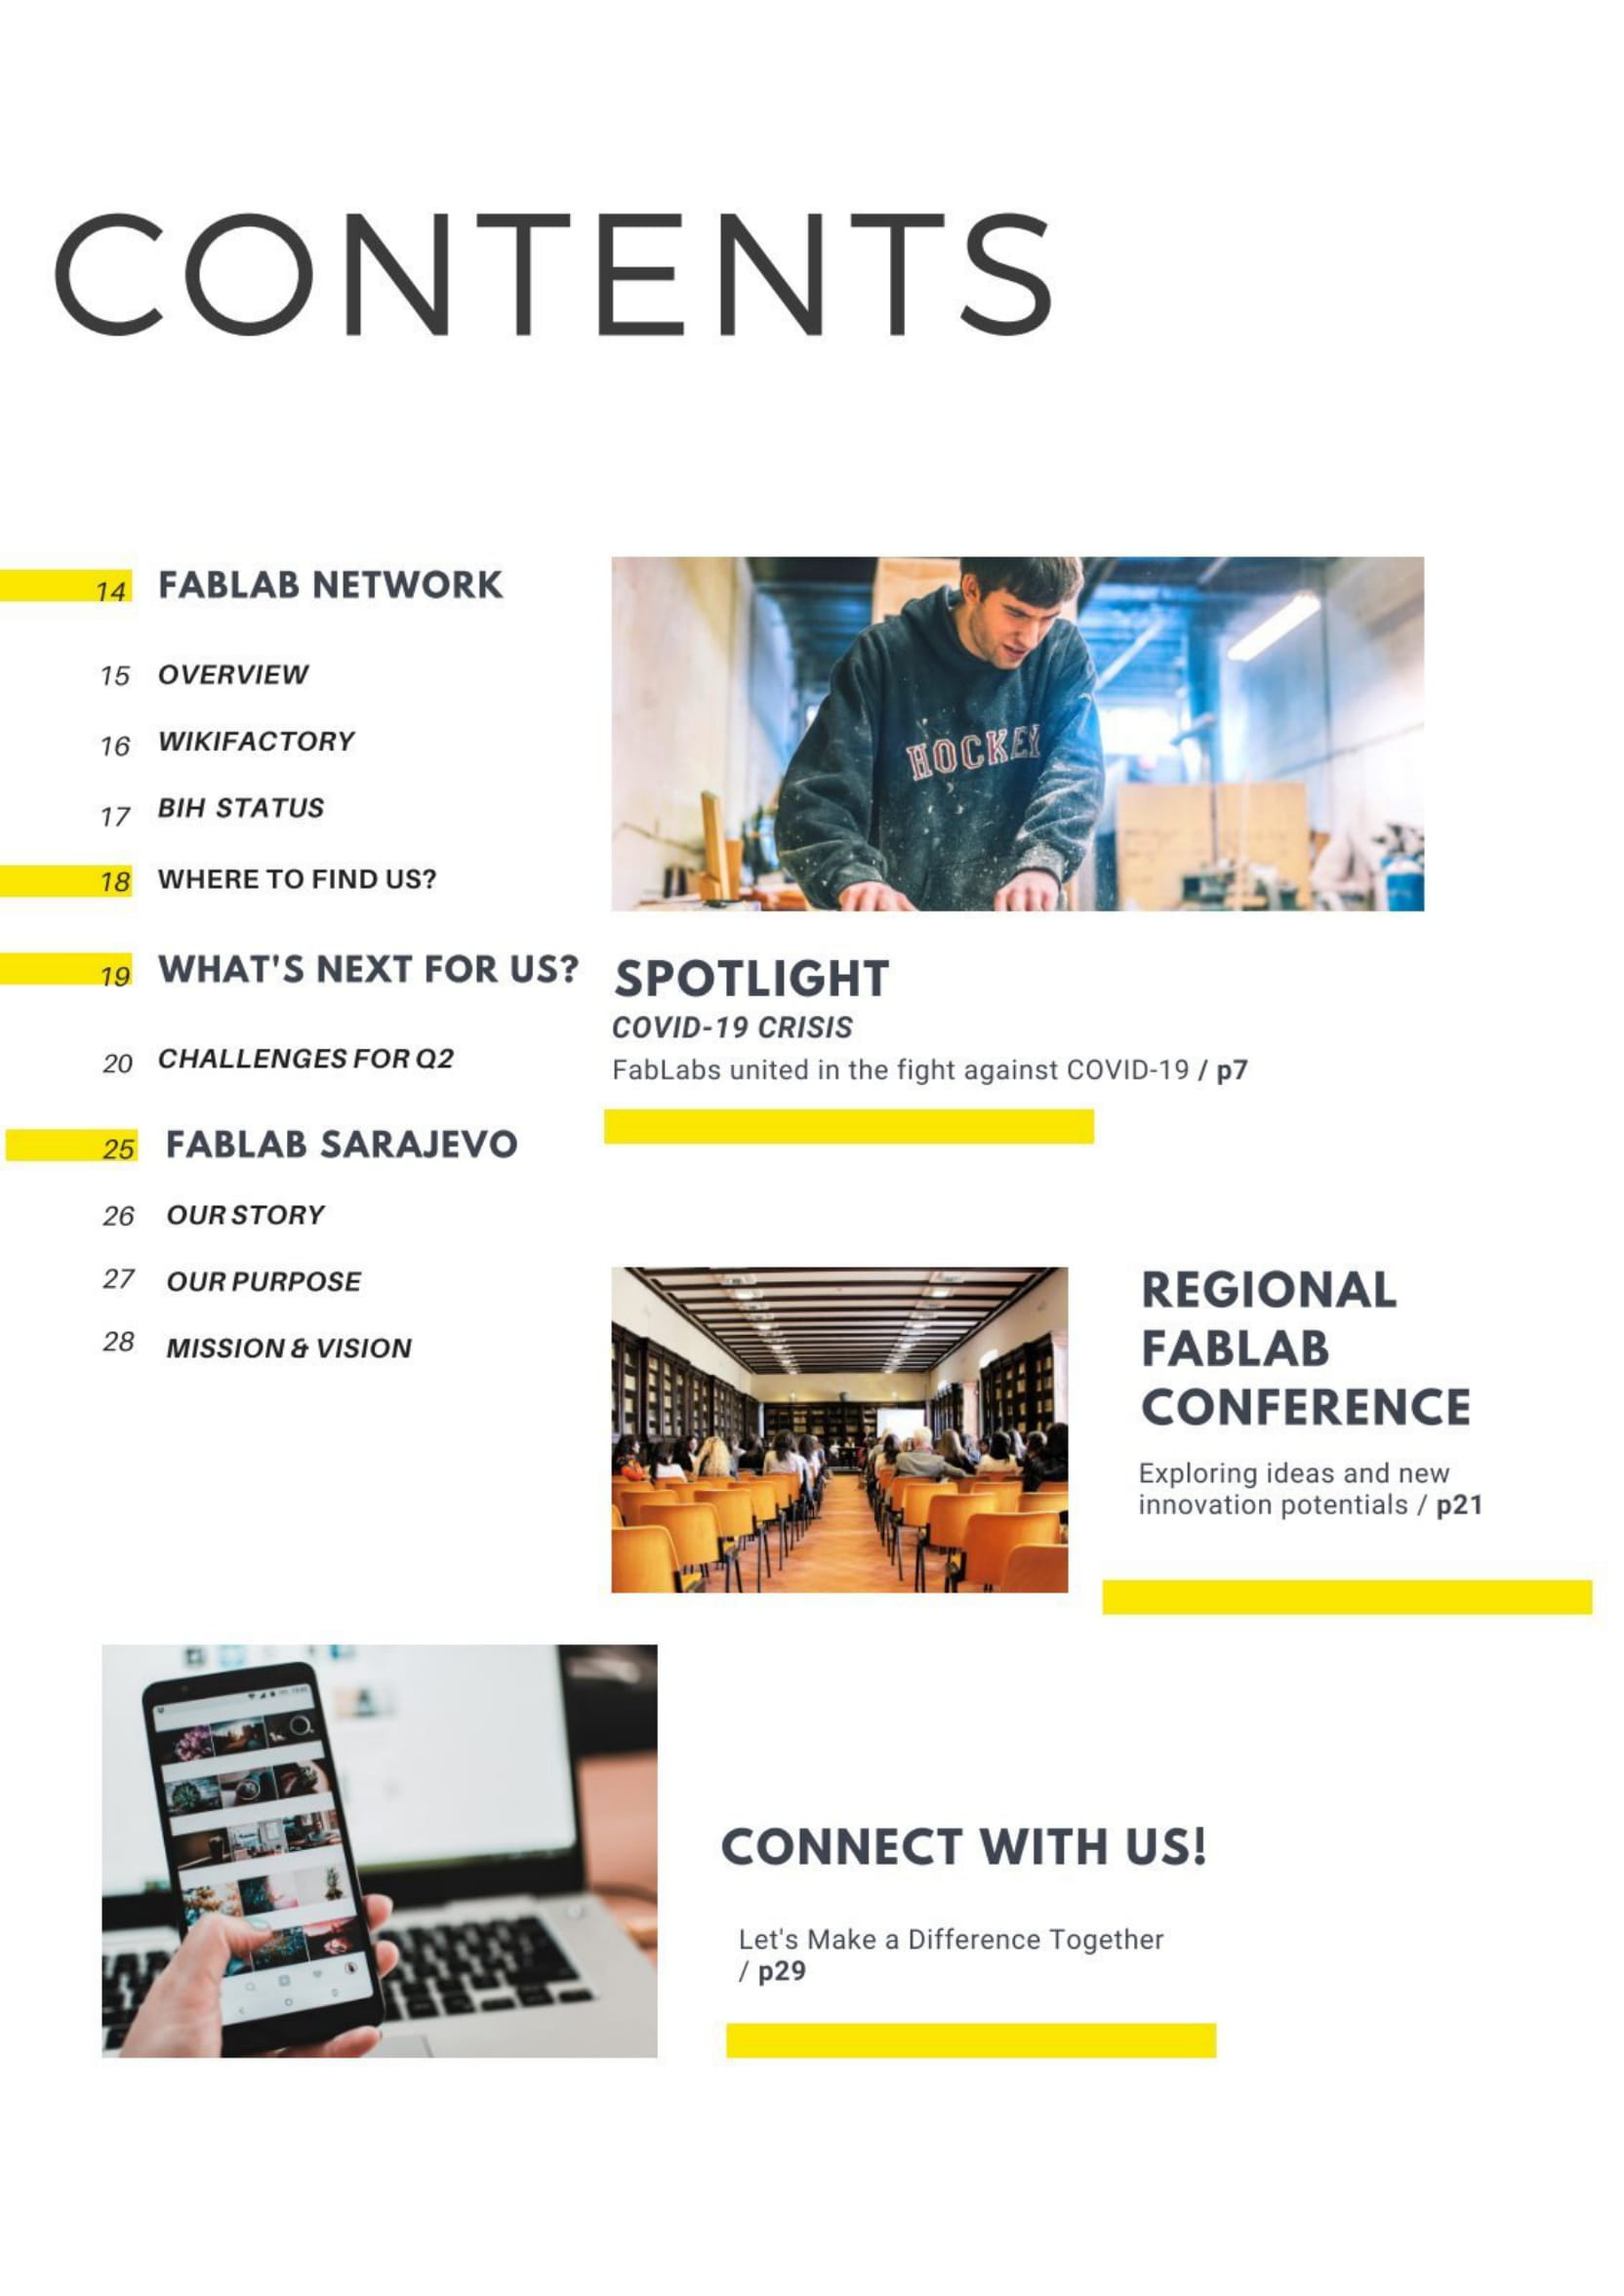 CONTENTS
14 FABLAB NETWORK
15 OVERVIEW
16 WIKIFACTORY
17 BIH STATUS
18 WHERE TO FIND US?
19 WHAT'S NEXT FOR US?
20 CHALLENGES FOR Q2
25 FABLAB SARAJEVO
26 OUR STORY
27 OUR PURPOSE
28 MISSION & VISION
HOCKEY
SPOTLIGHT
COVID-19 CRISIS
FabLabs united in the fight against COVID-19 / p7
REGIONAL
FABLAB
CONFERENCE
Exploring ideas and new
innovation potentials / p21
CONNECT WITH US!
Let's Make a Difference Together
/ p29